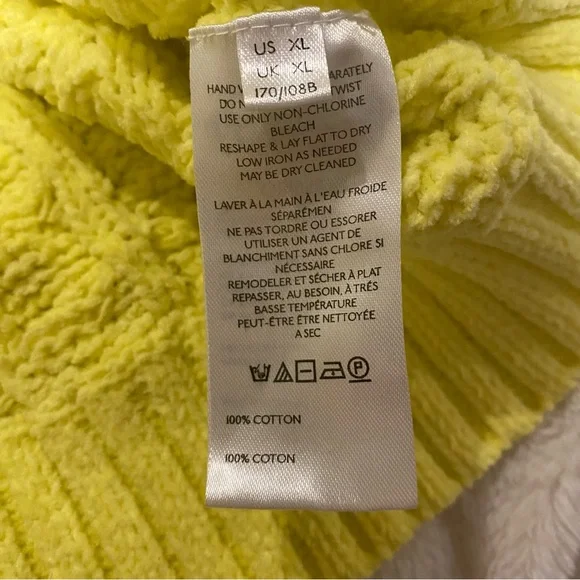 US XL
UK XL
170/108B
HAND ARATELY
DO TWIST
USE ONLY NON-CHLORINE
BLEACH
RESHAPE & LAY FLAT TO DRY
LOW IRON AS NEEDED
MAY BE DRY CLEANED
LAVER À LA MAIN À L'EAU FROIDE
SÉPARÉMEN
NE PAS TORDRE OU ESSORER
UTILISER UN AGENT DE
BLANCHIMENT SANS CHLORE SI
NÉCESSAIRE
REMODELER ET SÉCHER À PLAT
REPASSER, AU BESOIN, À TRÉS
BASSE TEMPÉRATURE
PEUT-ÊTRE ÊTRE NETTOYÉE
A SEC
P
100% COTTON
100% COTON